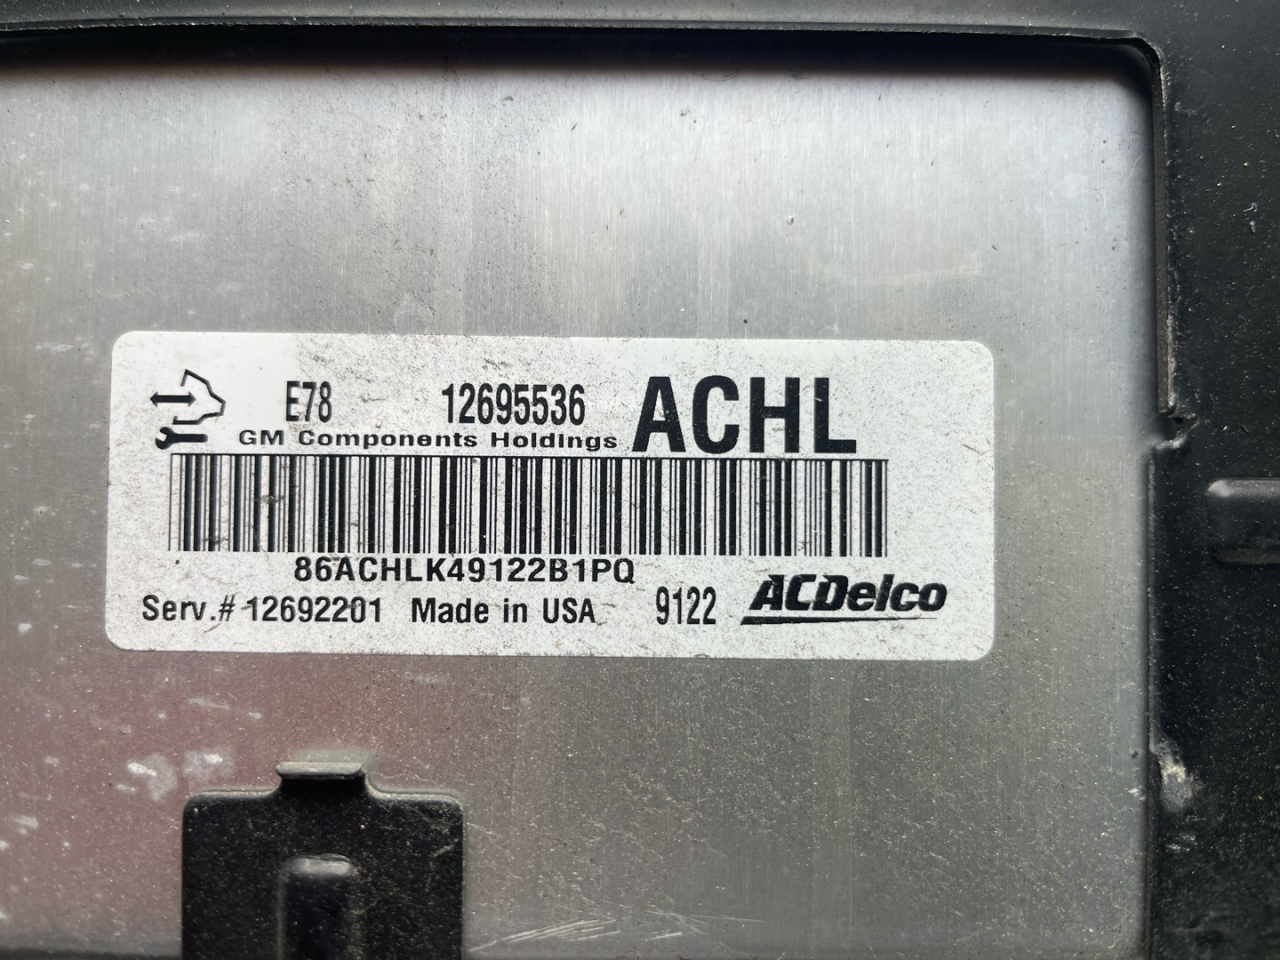 E78 12695536 ACHL
GM Components Holdings
86ACHLK49122B1PQ
Serv.# 12692201 Made in USA 9122 ACDelco